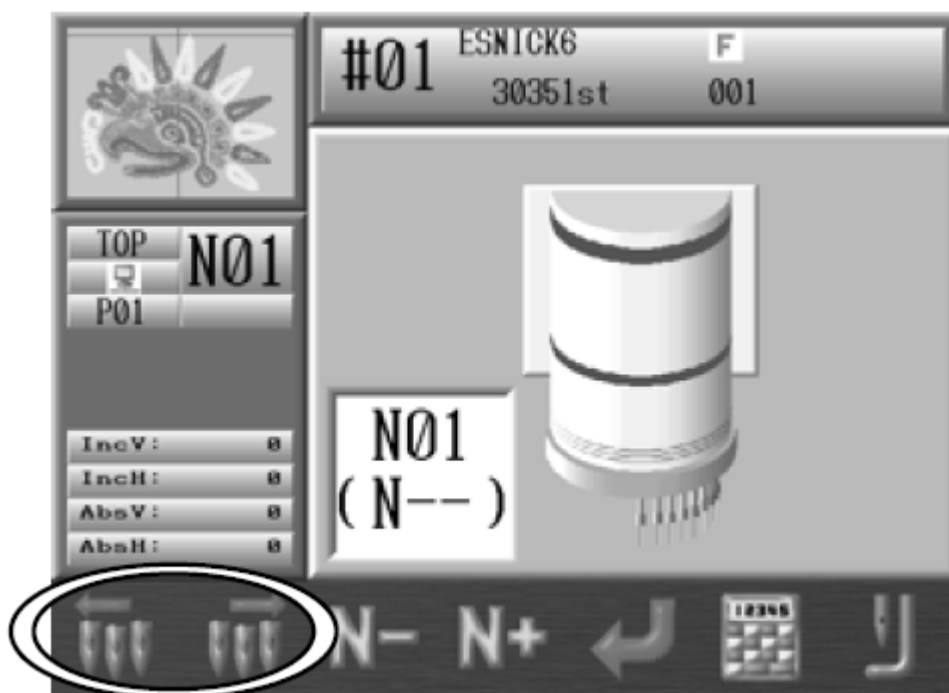 #01 ESNICK6 F
30351st 001
TOP N01
P01
N01
(N--)
IncV: 0
IncH: 0
AbsV: 0
AbsH: 0
N- N+ 12345